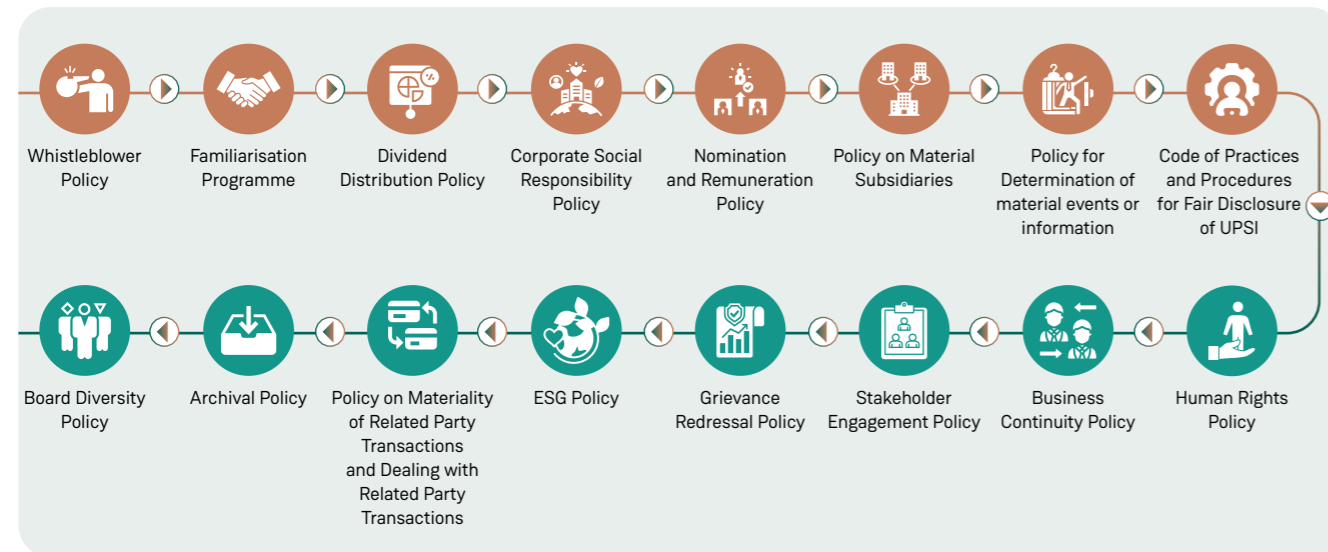 Whistleblower
Policy
Familiarisation
Programme
Dividend
Distribution Policy
Corporate Social
Responsibility
Policy
Nomination
and Remuneration
Policy
Policy on Material
Subsidiaries
Policy for
Determination of
material events or
information
Code of Practices
and Procedures
for Fair Disclosure
of UPSI
Board Diversity
Policy
Archival Policy
Policy on Materiality
of Related Party
Transactions
and Dealing with
Related Party
Transactions
ESG Policy
Grievance
Redressal Policy
Stakeholder
Engagement Policy
Business
Continuity Policy
Human Rights
Policy